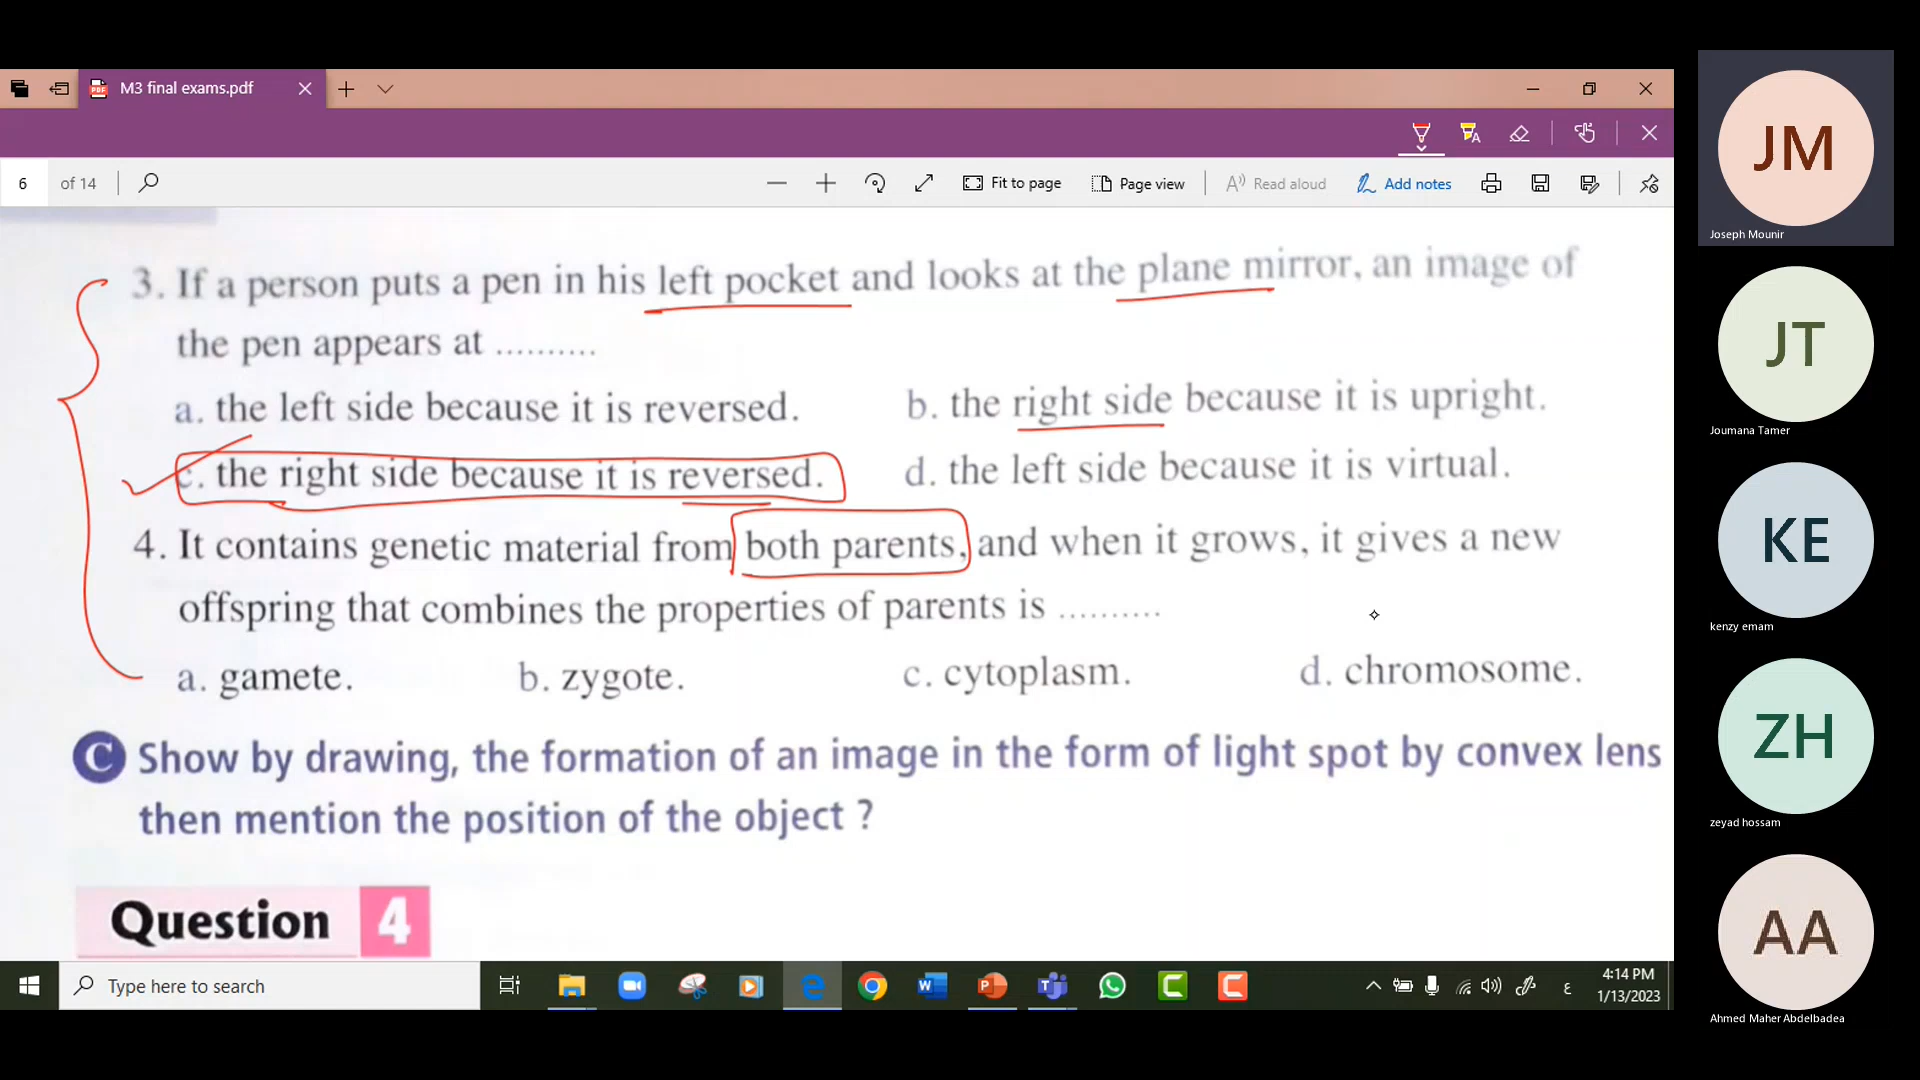 M3 final exams.pdf
6 of 14
Fit to page
Page view
Read aloud
Add notes
3. If a person puts a pen in his left pocket and looks at the plane mirror, an image of
the pen appears at ..........
a. the left side because it is reversed.
b. the right side because it is upright.
c. the right side because it is reversed.
d. the left side because it is virtual.
4. It contains genetic material from both parents, and when it grows, it gives a new
offspring that combines the properties of parents is ..........
a. gamete.
b. zygote.
c. cytoplasm.
d. chromosome.
C Show by drawing, the formation of an image in the form of light spot by convex lens
then mention the position of the object ?
Question 4
Type here to search
ع
4:14 PM
1/13/2023
JM
Joseph Mounir
JT
Joumana Tamer
KE
kenzy emam
ZH
zeyad hossam
AA
Ahmed Maher Abdelbadea